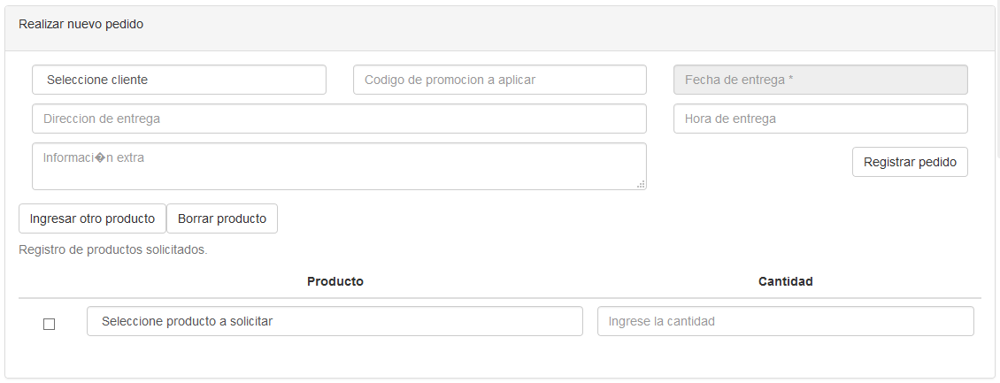 Realizar nuevo pedido
Seleccione cliente
Codigo de promocion a aplicar
Fecha de entrega *
Direccion de entrega
Hora de entrega
Informaci�n extra
Registrar pedido
Ingresar otro producto
Borrar producto
Registro de productos solicitados.
Producto
Cantidad
Seleccione producto a solicitar
Ingrese la cantidad